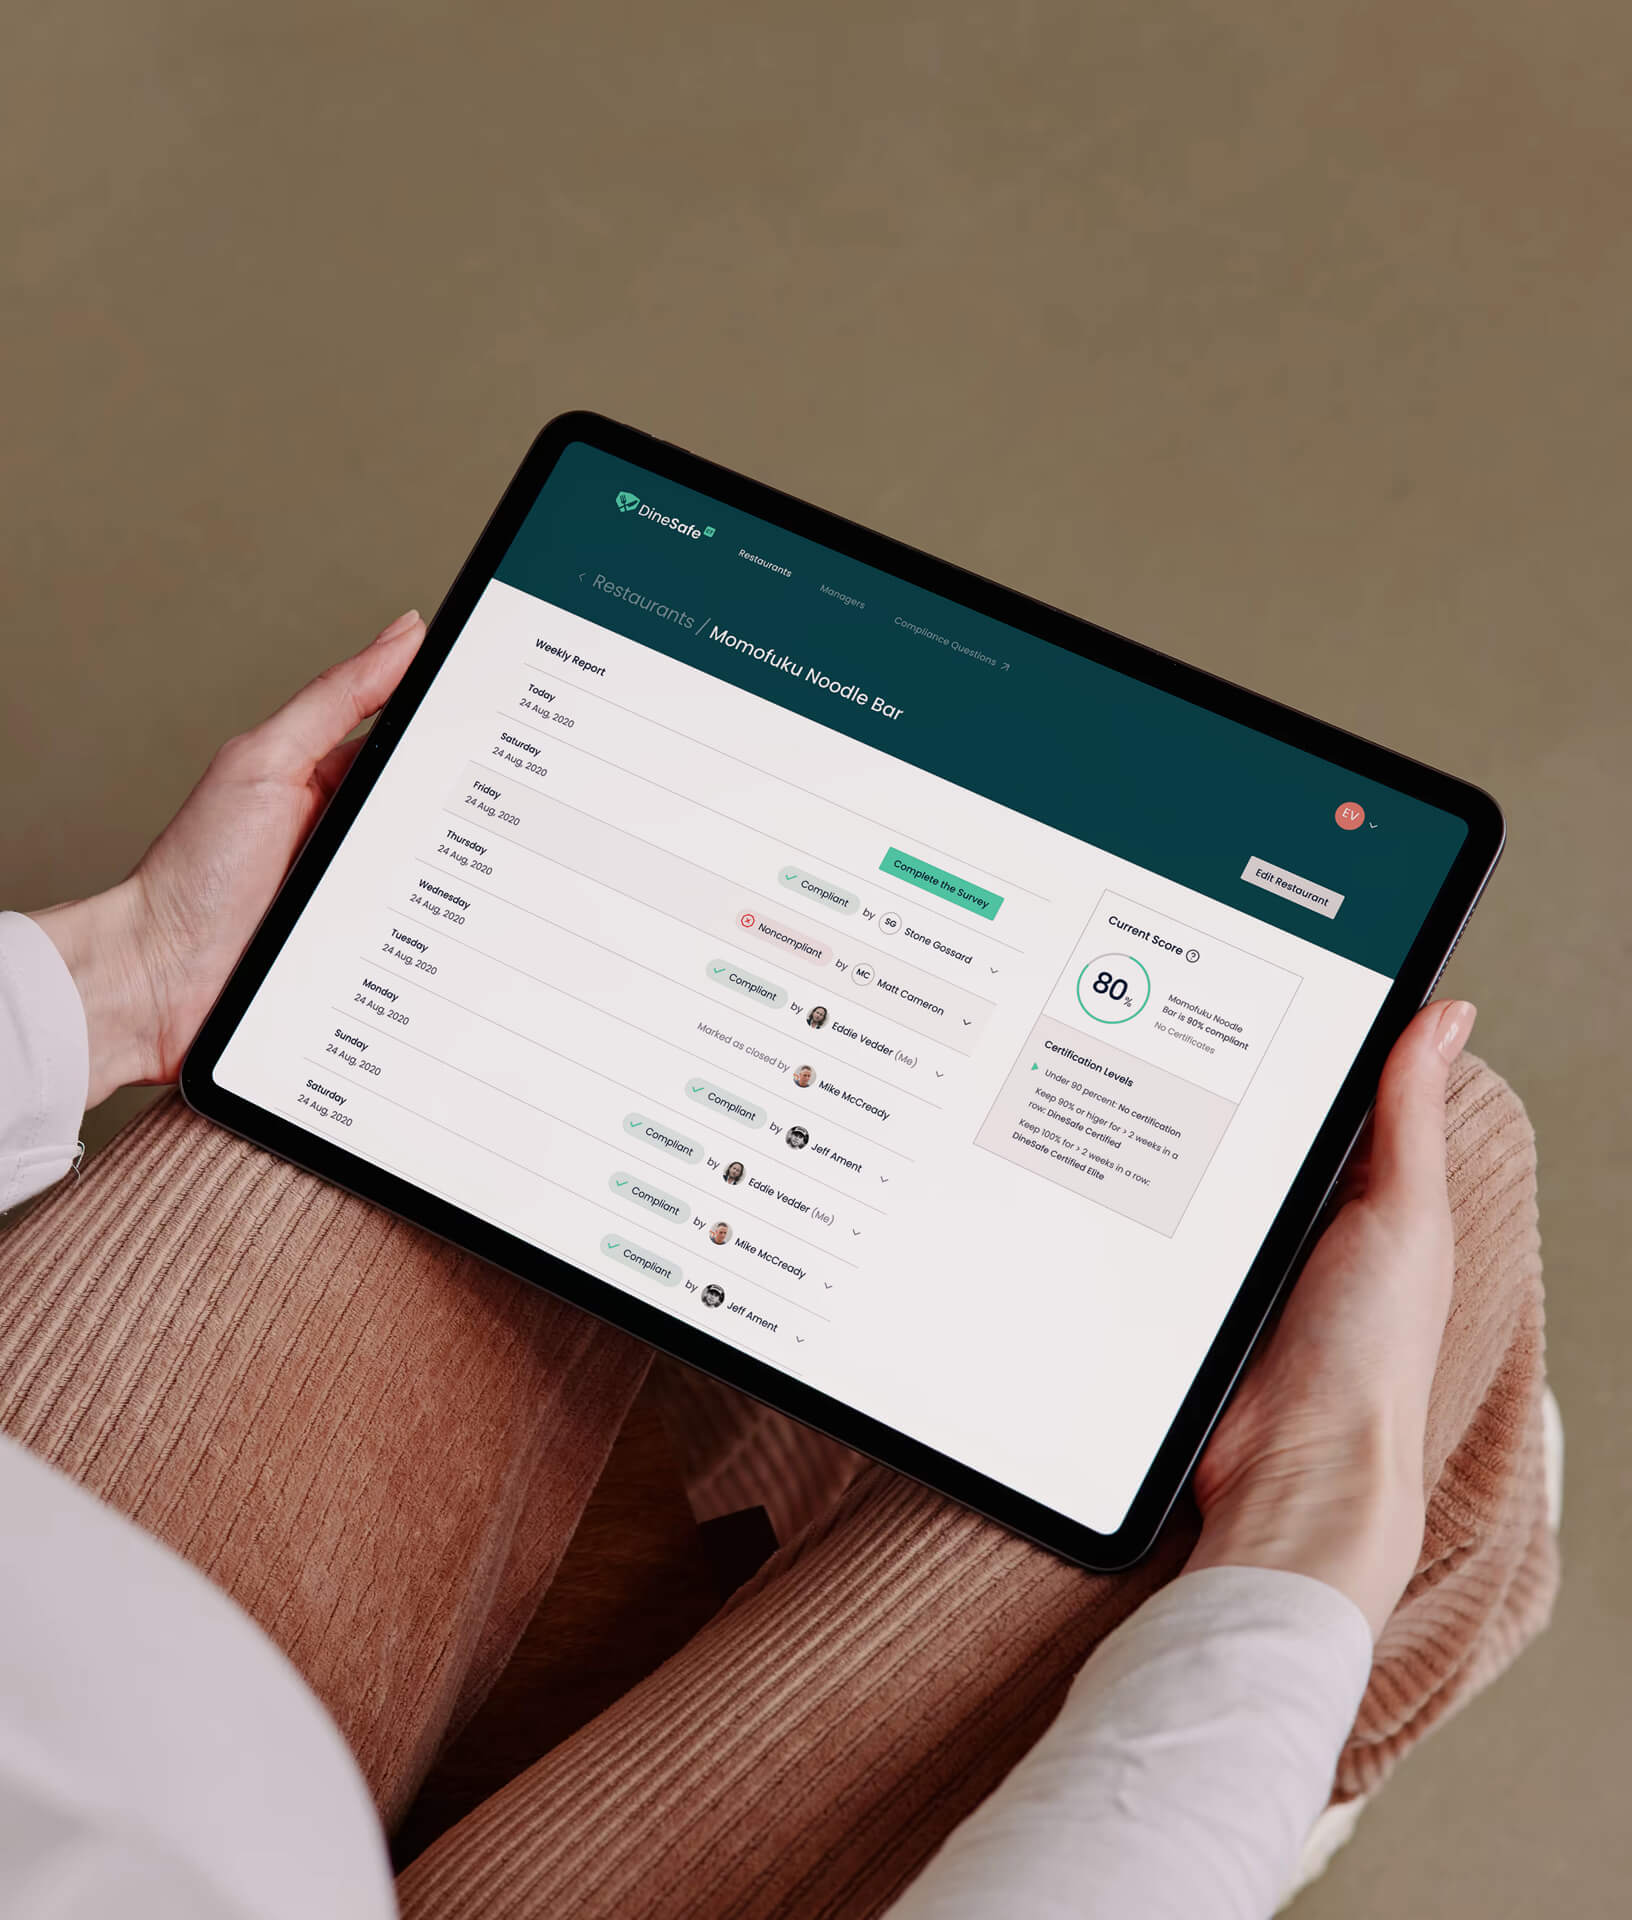 DineSafe
Restaurants
Managers
Compliance Questions
EV
Restaurants / Momofuku Noodle Bar
Edit Restaurant
Weekly Report
Today
24 Aug, 2020
Complete the Survey
Saturday
24 Aug, 2020
Compliant by SG Stone Gossard
Friday
24 Aug, 2020
Noncompliant by MC Matt Cameron
Thursday
24 Aug, 2020
Compliant by Eddie Vedder (Me)
Wednesday
24 Aug, 2020
Marked as closed by Mike McCready
Tuesday
24 Aug, 2020
Compliant by Jeff Ament
Monday
24 Aug, 2020
Compliant by Eddie Vedder (Me)
Sunday
24 Aug, 2020
Compliant by Mike McCready
Saturday
24 Aug, 2020
Compliant by Jeff Ament
Current Score ?
80%
Momofuku Noodle
Bar is 90% compliant
No Certificates
Certification Levels
Under 90 percent: No certification
Keep 90% or higer for > 2 weeks in a
row: DineSafe Certified
Keep 100% for > 2 weeks in a row:
DineSafe Certified Elite